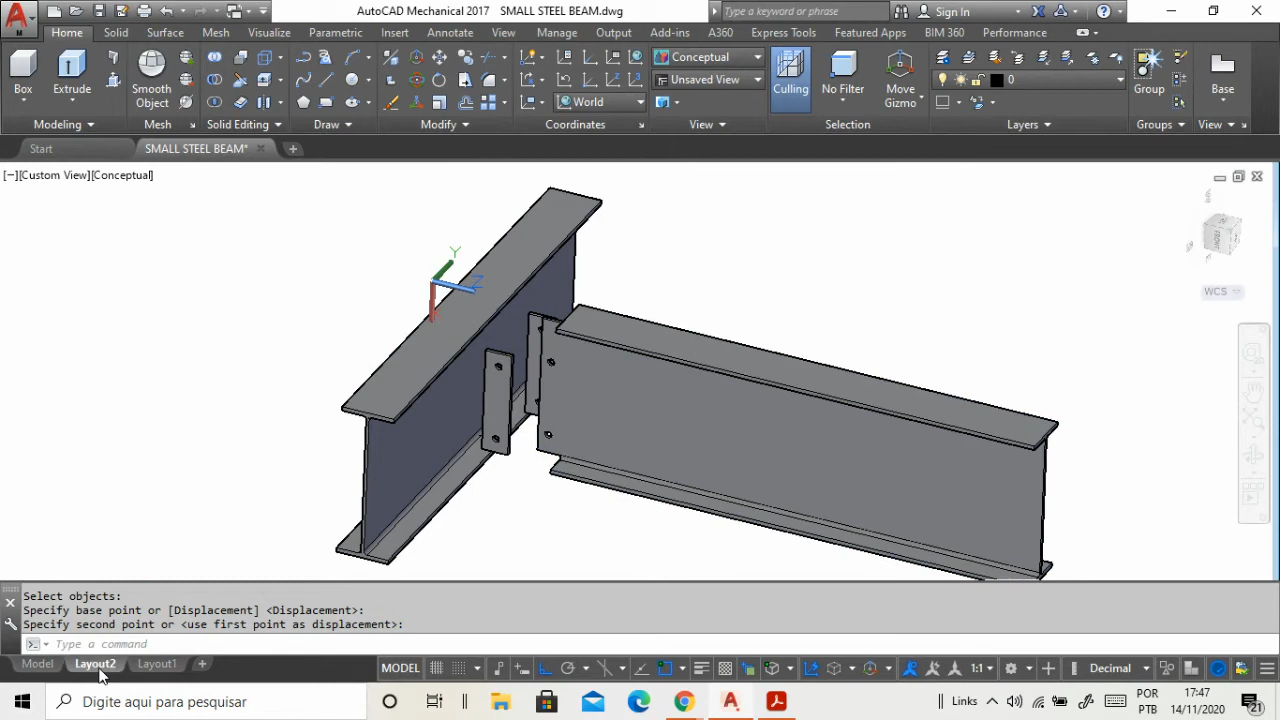 AutoCAD Mechanical 2017 SMALL STEEL BEAM.dwg
Type a keyword or phrase
Sign In
Home Solid Surface Mesh Visualize Parametric Insert Annotate View Manage Output Add-ins A360 Express Tools Featured Apps BIM 360 Performance
Box
Extrude
Smooth
Object
Conceptual
Unsaved View
World
Culling
No Filter
Move
Gizmo
0
Group
Base
Modeling Mesh Solid Editing Draw Modify Coordinates View Selection Layers Groups View
Start
SMALL STEEL BEAM*
[−][Custom View][Conceptual]
FRONT
WCS
Y
Z
Select objects:
Specify base point or [Displacement] <Displacement>:
Specify second point or <use first point as displacement>:
Type a command
Model Layout2 Layout1
MODEL
1:1
Decimal
Digite aqui para pesquisar
Links
POR
PTB
17:47
14/11/2020
21